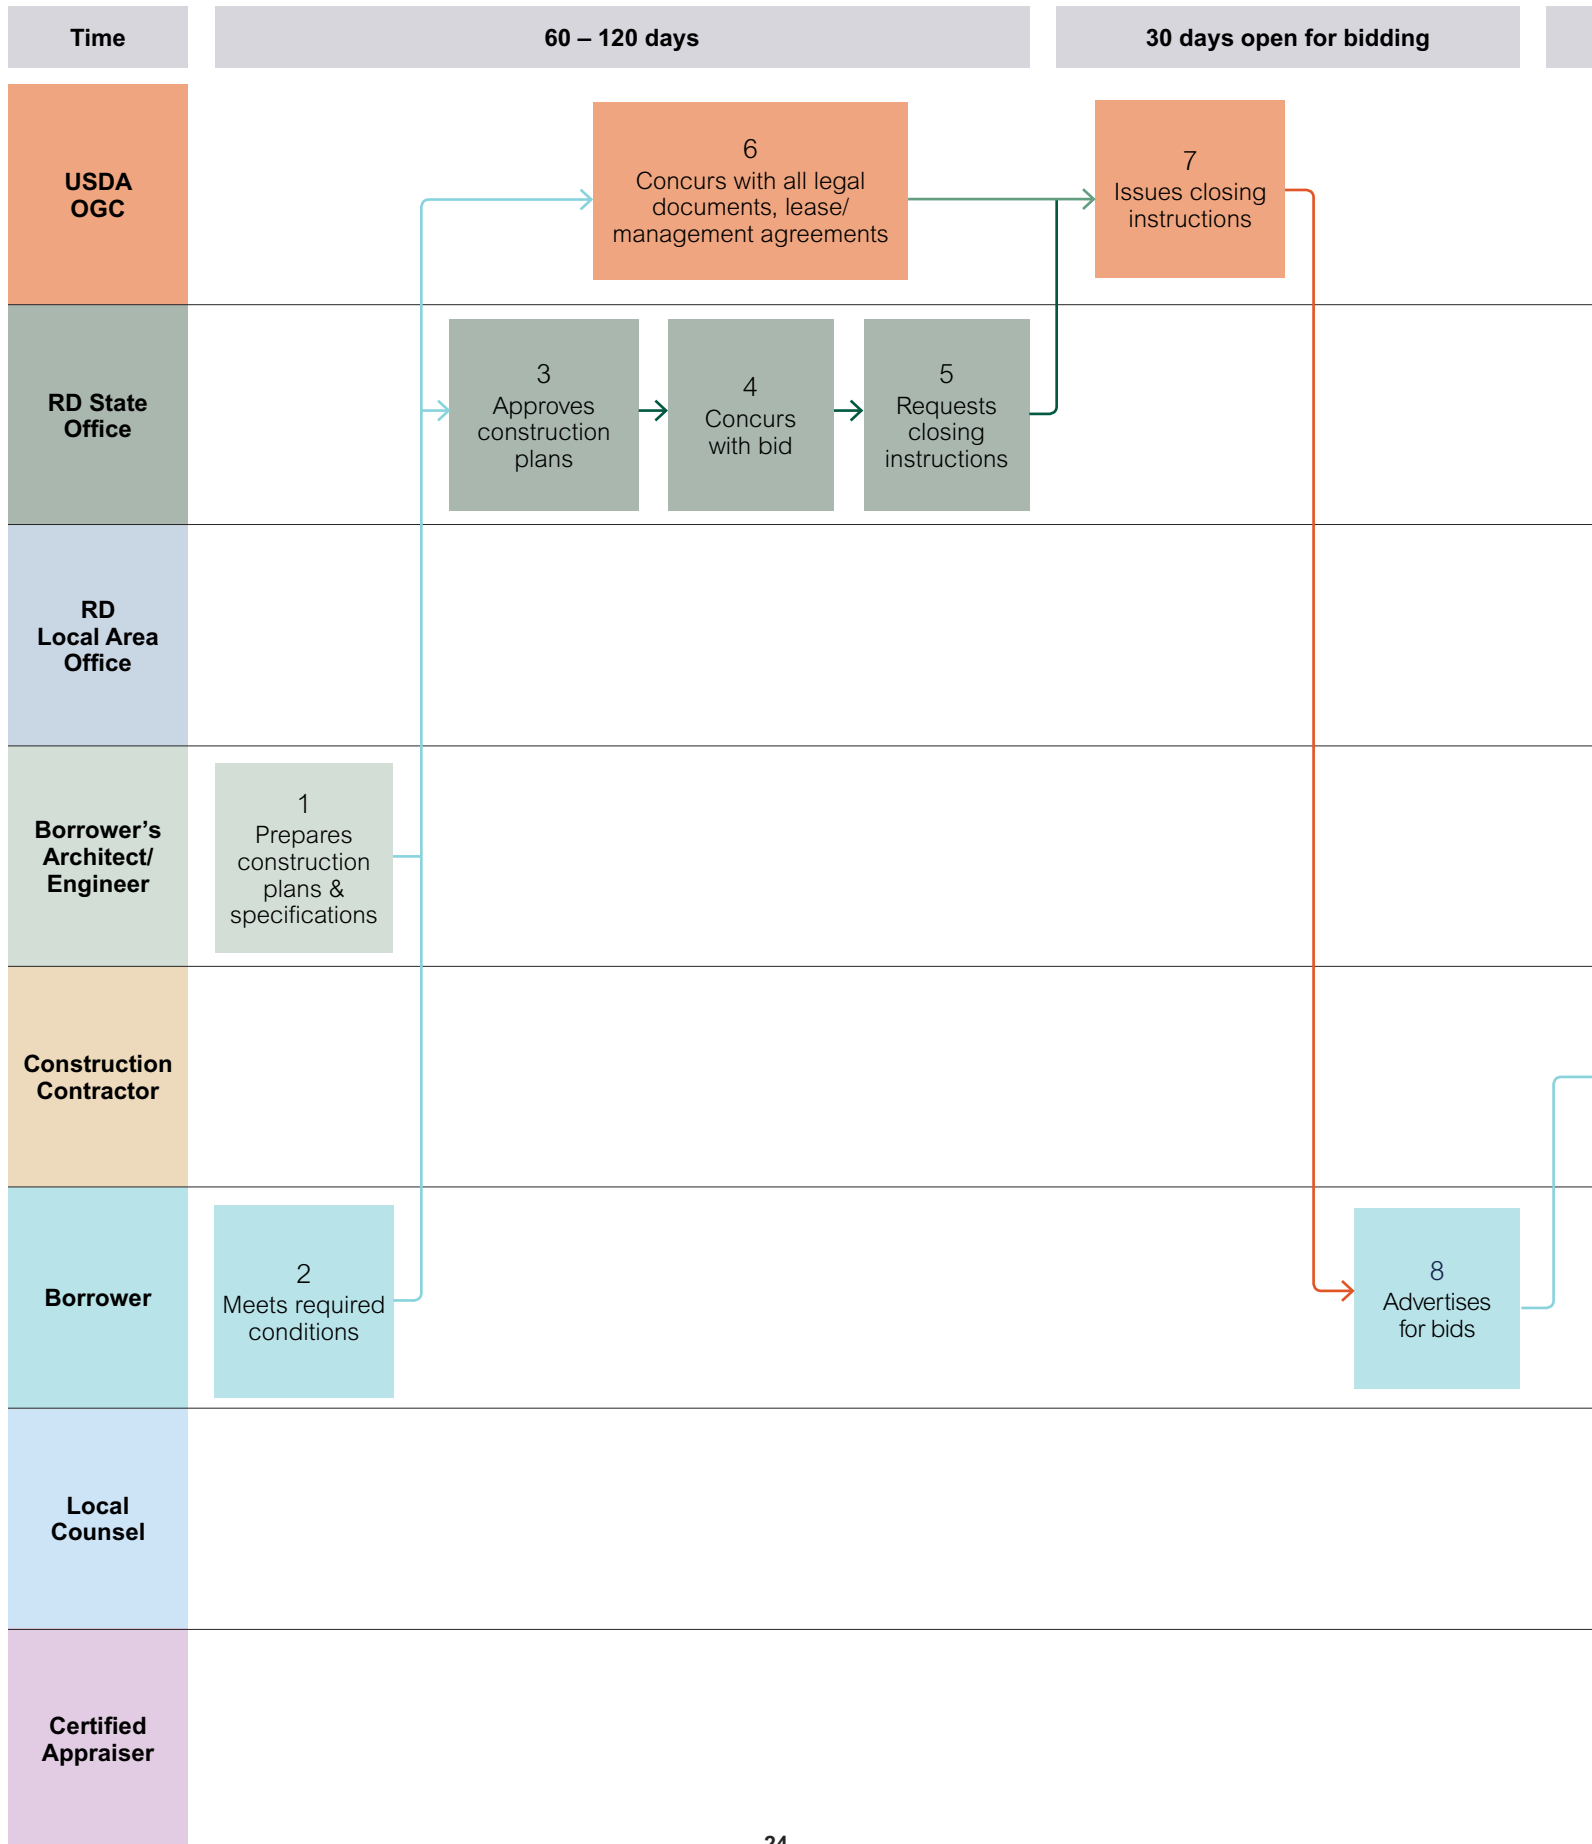 Time
60 – 120 days
30 days open for bidding
USDA
OGC
6
Concurs with all legal
documents, lease/
management agreements
7
Issues closing
instructions
RD State
Office
3
Approves
construction
plans
4
Concurs
with bid
5
Requests
closing
instructions
RD
Local Area
Office
Borrower’s
Architect/
Engineer
1
Prepares
construction
plans &
specifications
Construction
Contractor
Borrower
2
Meets required
conditions
8
Advertises
for bids
Local
Counsel
Certified
Appraiser
24